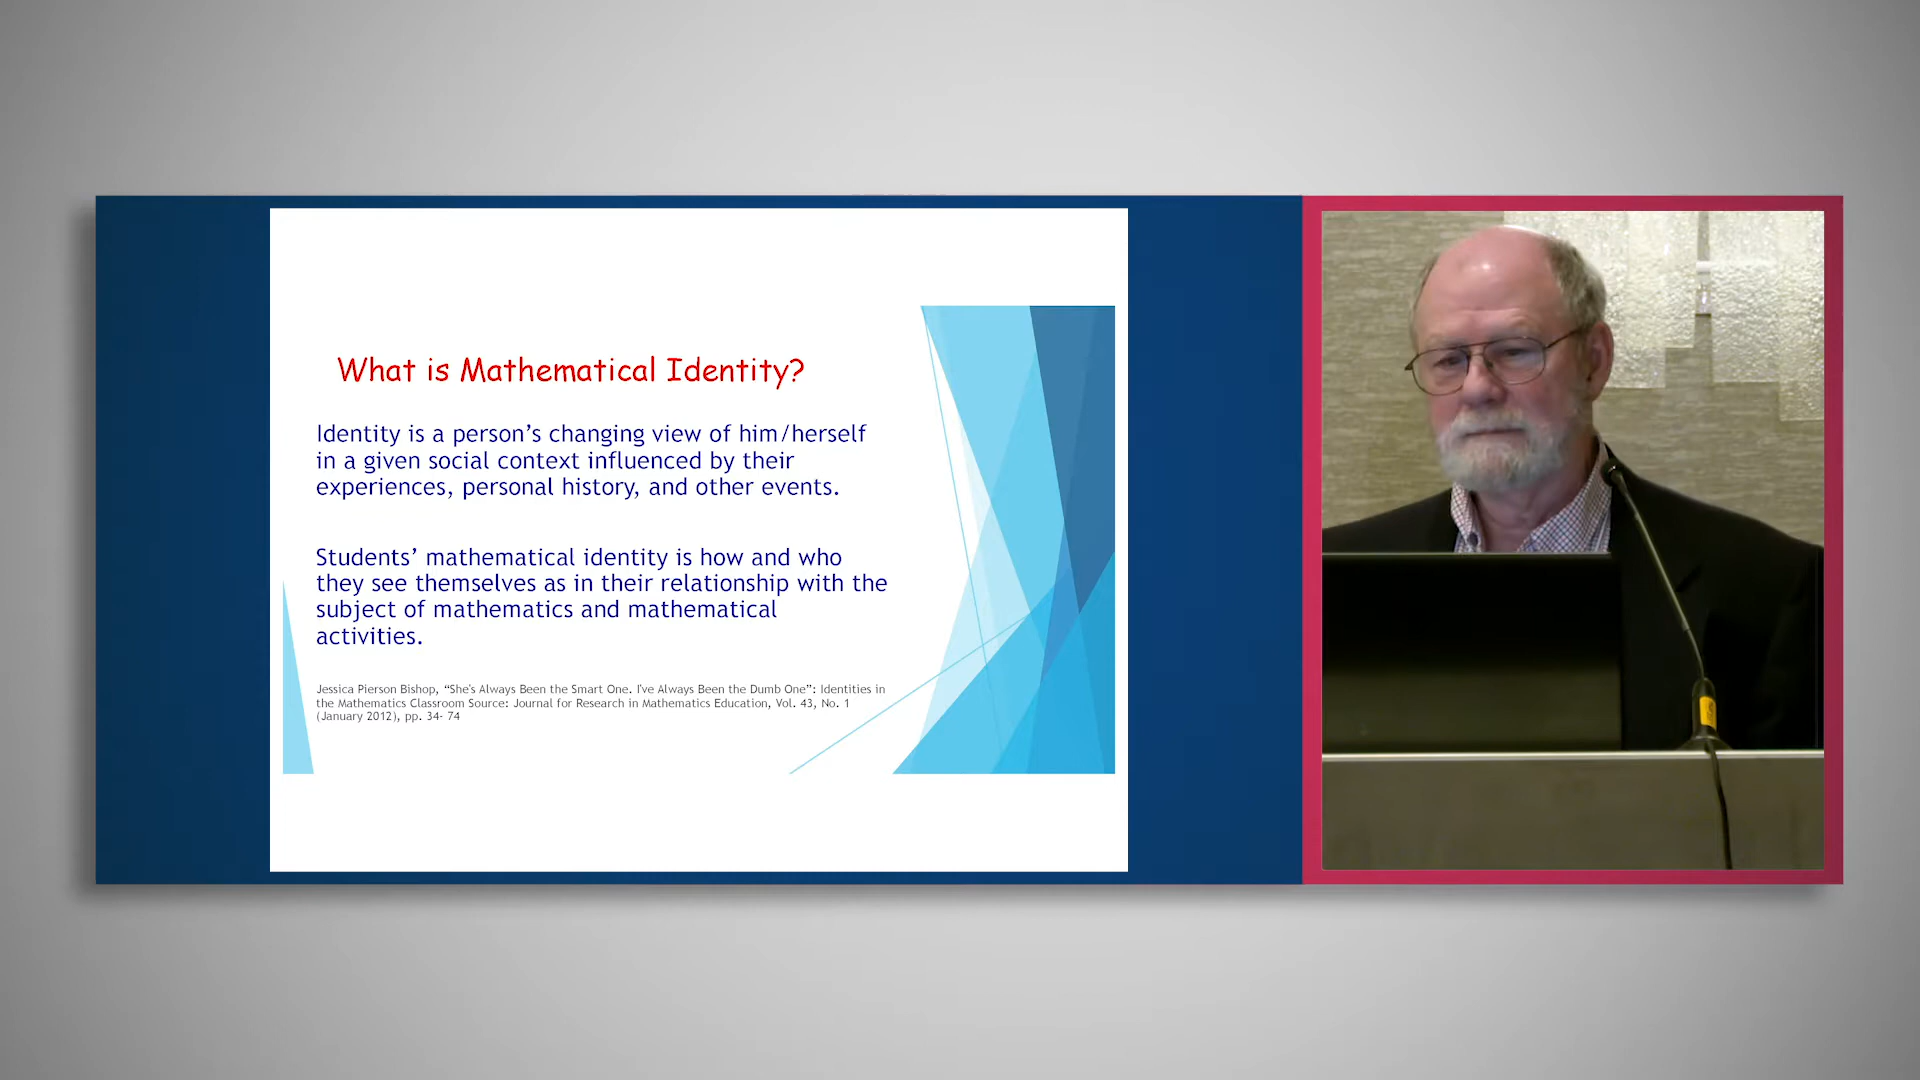 What is Mathematical Identity?
Identity is a person’s changing view of him/herself
in a given social context influenced by their
experiences, personal history, and other events.
Students’ mathematical identity is how and who
they see themselves as in their relationship with the
subject of mathematics and mathematical
activities.
Jessica Pierson Bishop, “She's Always Been the Smart One. I've Always Been the Dumb One”: Identities in
the Mathematics Classroom Source: Journal for Research in Mathematics Education, Vol. 43, No. 1
(January 2012), pp. 34- 74